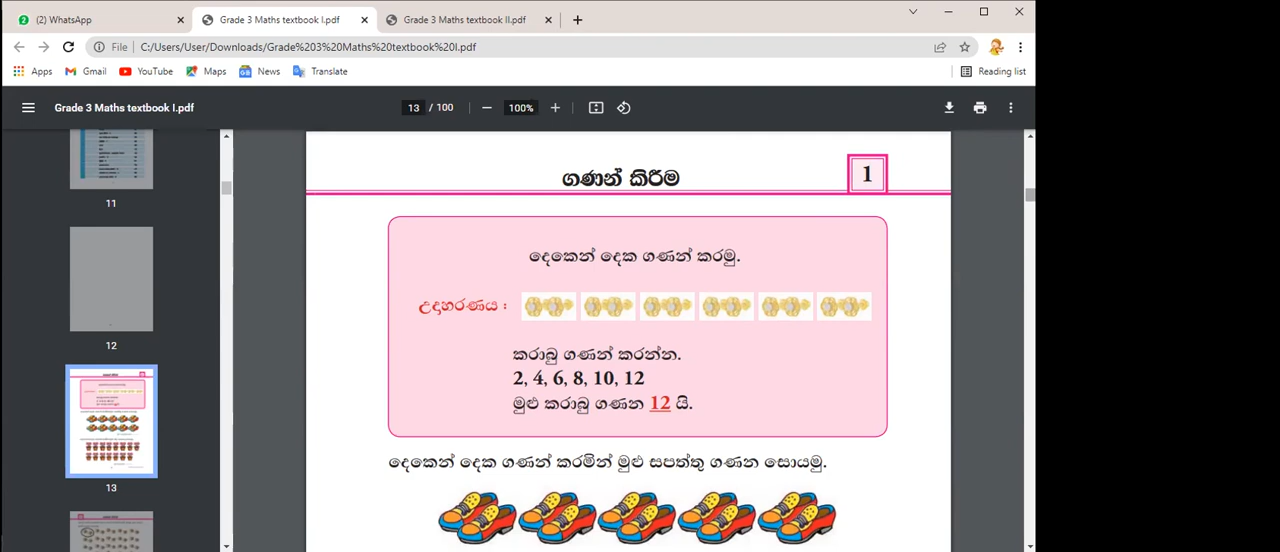 (2) WhatsApp
Grade 3 Maths textbook I.pdf
Grade 3 Maths textbook II.pdf
File
C:/Users/User/Downloads/Grade%203%20Maths%20textbook%20I.pdf
Apps
Gmail
YouTube
Maps
News
Translate
Reading list
Grade 3 Maths textbook I.pdf
13 / 100
100%
11
12
13
ගණන් කිරීම
1
දෙකෙන් දෙක ගණන් කරමු.
උදාහරණය :
කරාබු ගණන් කරන්න.
2, 4, 6, 8, 10, 12
මුළු කරාබු ගණන 12 යි.
දෙකෙන් දෙක ගණන් කරමින් මුළු සපත්තු ගණන සොයමු.